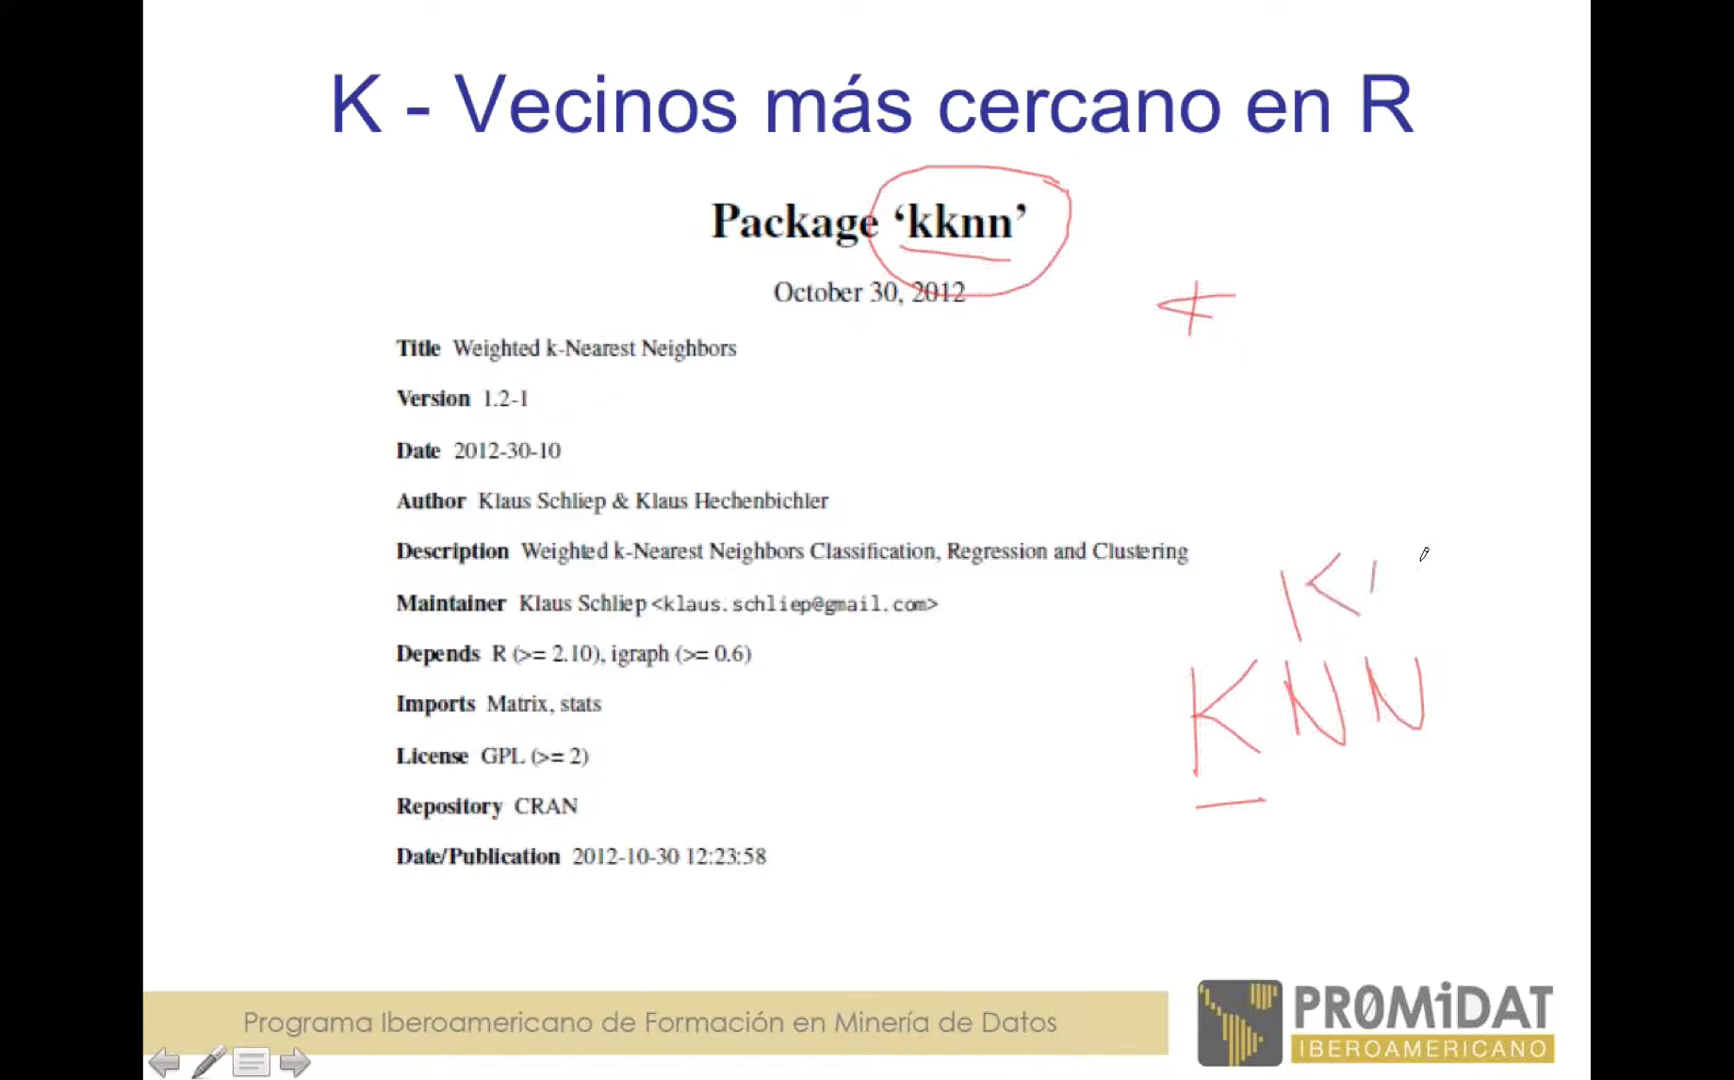 K - Vecinos más cercano en R
Package ‘kknn’
October 30, 2012
Title Weighted k-Nearest Neighbors
Version 1.2-1
Date 2012-30-10
Author Klaus Schliep & Klaus Hechenbichler
Description Weighted k-Nearest Neighbors Classification, Regression and Clustering
Maintainer Klaus Schliep <klaus.schliep@gmail.com>
Depends R (>= 2.10), igraph (>= 0.6)
Imports Matrix, stats
License GPL (>= 2)
Repository CRAN
Date/Publication 2012-10-30 12:23:58
K
KNN
Programa Iberoamericano de Formación en Minería de Datos
PR0MiDAT
IBEROAMERICANO